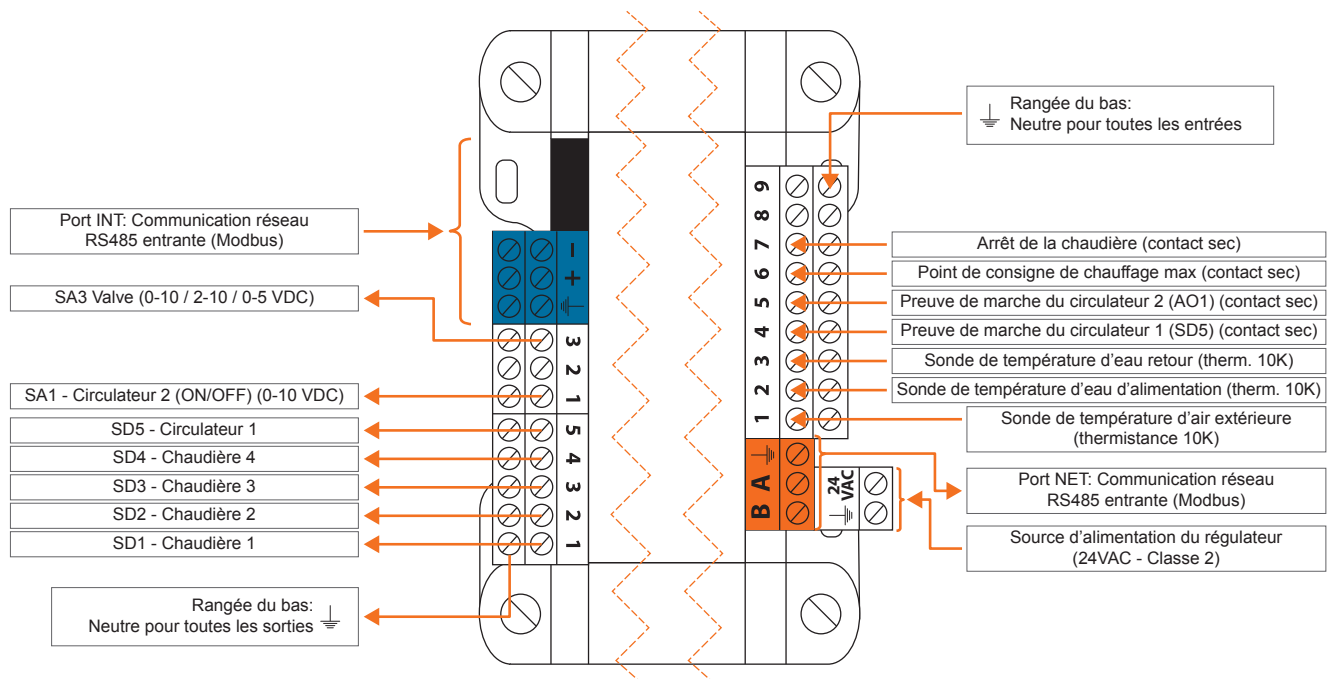 Rangée du bas:
Neutre pour toutes les entrées
Port INT: Communication réseau
RS485 entrante (Modbus)
SA3 Valve (0-10 / 2-10 / 0-5 VDC)
SA1 - Circulateur 2 (ON/OFF) (0-10 VDC)
SD5 - Circulateur 1
SD4 - Chaudière 4
SD3 - Chaudière 3
SD2 - Chaudière 2
SD1 - Chaudière 1
Rangée du bas:
Neutre pour toutes les sorties
–
+
3
2
1
5
4
3
2
1
9
8
7
6
5
4
3
2
1
A
B
24
VAC
Arrêt de la chaudière (contact sec)
Point de consigne de chauffage max (contact sec)
Preuve de marche du circulateur 2 (AO1) (contact sec)
Preuve de marche du circulateur 1 (SD5) (contact sec)
Sonde de température d’eau retour (therm. 10K)
Sonde de température d’eau d’alimentation (therm. 10K)
Sonde de température d’air extérieure
(thermistance 10K)
Port NET: Communication réseau
RS485 entrante (Modbus)
Source d’alimentation du régulateur
(24VAC - Classe 2)